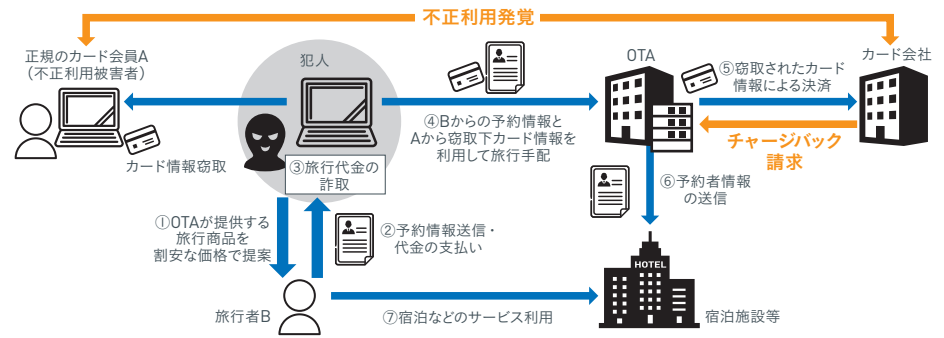 不正利用発覚
正規のカード会員A
(不正利用被害者)
犯人
OTA
カード会社
⑤窃取されたカード
情報による決済
④Bからの予約情報と
Aから窃取下カード情報を
利用して旅行手配
チャージバック
請求
カード情報窃取
③旅行代金の
詐取
⑥予約者情報
の送信
①OTAが提供する
旅行商品を
割安な価格で提案
②予約情報送信・
代金の支払い
HOTEL
旅行者B
⑦宿泊などのサービス利用
宿泊施設等